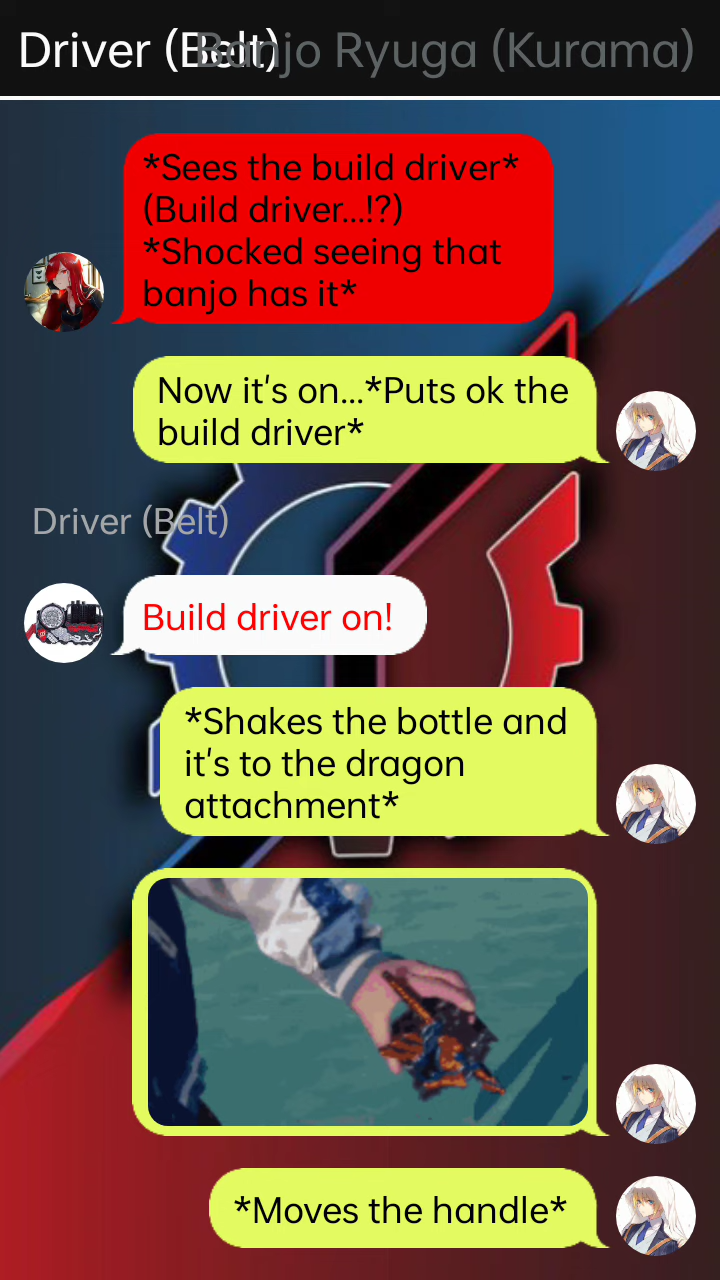 Driver (Belt)
Banjo Ryuga (Kurama)
*Sees the build driver*
(Build driver...!?)
*Shocked seeing that
banjo has it*
Now it's on...*Puts ok the
build driver*
Driver (Belt)
Build driver on!
*Shakes the bottle and
it's to the dragon
attachment*
*Moves the handle*